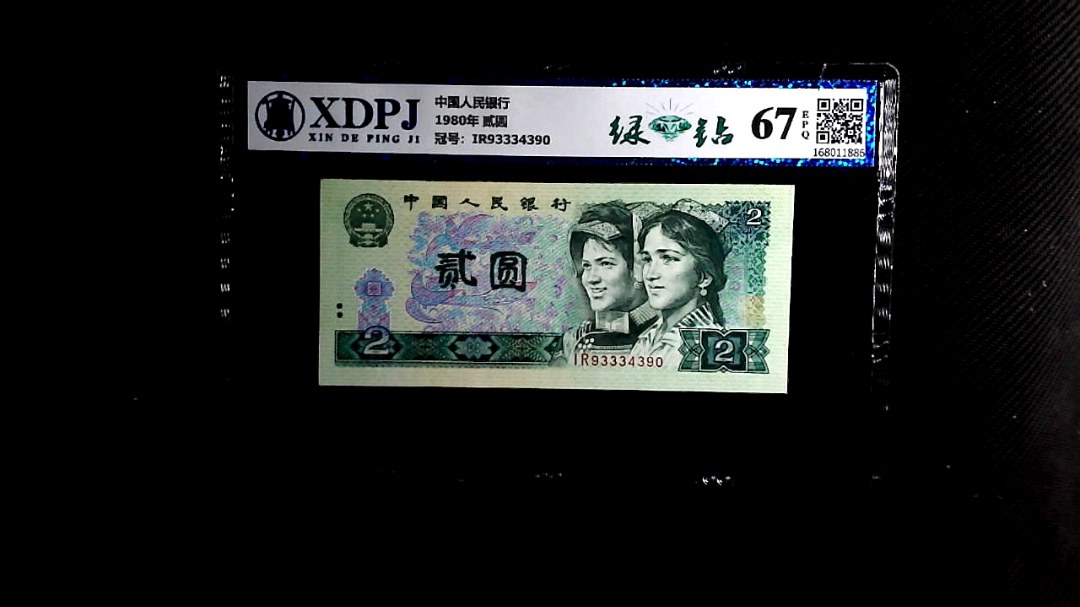 XDPJ
XIN DE PING JI
中国人民银行
1980年 贰圆
冠号: IR93334390
绿钻
67
EPQ
168011886
中国人民银行
2
贰圆
2
2
IR93334390